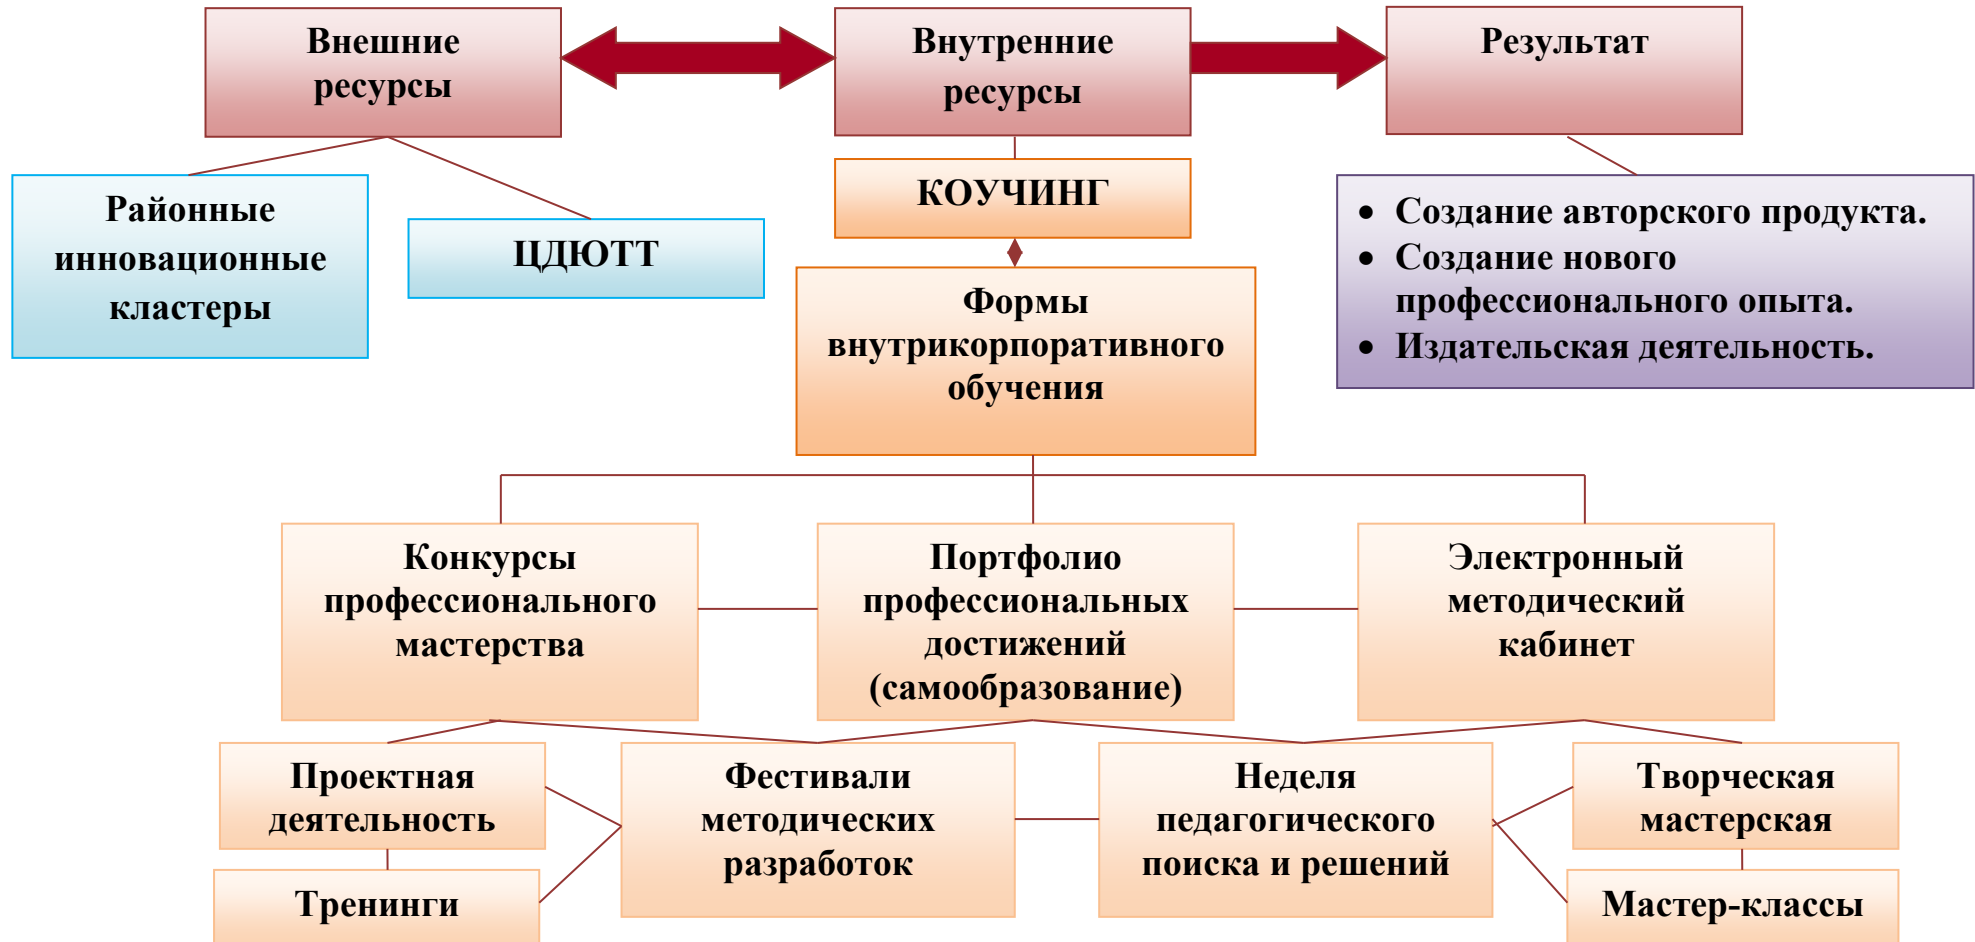 Внешние
ресурсы
Внутренние
ресурсы
Результат
Районные
инновационные
кластеры
ЦДЮТТ
КОУЧИНГ
• Создание авторского продукта.
• Создание нового
профессионального опыта.
• Издательская деятельность.
Формы
внутрикорпоративного
обучения
Конкурсы
профессионального
мастерства
Портфолио
профессиональных
достижений
(самообразование)
Электронный
методический
кабинет
Проектная
деятельность
Фестивали
методических
разработок
Неделя
педагогического
поиска и решений
Творческая
мастерская
Тренинги
Мастер-классы